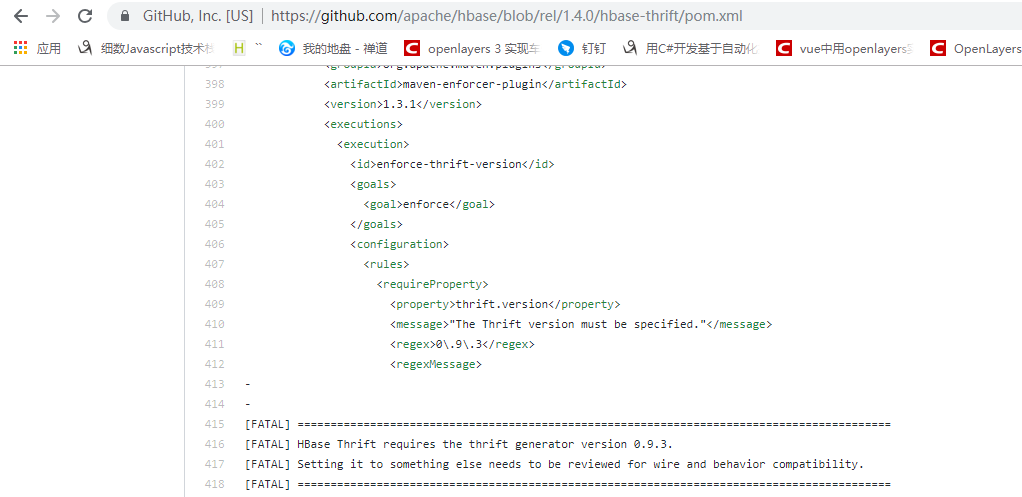 GitHub, Inc. [US] | https://github.com/apache/hbase/blob/rel/1.4.0/hbase-thrift/pom.xml
应用 细数Javascript技术栈 H `` 我的地盘 - 禅道 C openlayers 3 实现车 钉钉 用C#开发基于自动化 C vue中用openlayers实 C OpenLayers
397 <groupId>org.apache.maven.plugins</groupId>
398 <artifactId>maven-enforcer-plugin</artifactId>
399 <version>1.3.1</version>
400 <executions>
401 <execution>
402 <id>enforce-thrift-version</id>
403 <goals>
404 <goal>enforce</goal>
405 </goals>
406 <configuration>
407 <rules>
408 <requireProperty>
409 <property>thrift.version</property>
410 <message>"The Thrift version must be specified."</message>
411 <regex>0\.9\.3</regex>
412 <regexMessage>
413 -
414 -
415 [FATAL] ==========================================================================================
416 [FATAL] HBase Thrift requires the thrift generator version 0.9.3.
417 [FATAL] Setting it to something else needs to be reviewed for wire and behavior compatibility.
418 [FATAL] ==========================================================================================